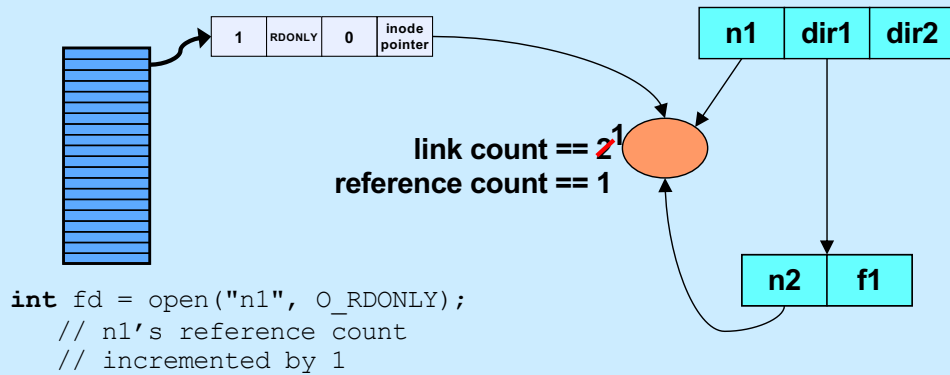 1 RDONLY 0 inode pointer
n1 dir1 dir2
link count == 2 1
reference count == 1
n2 f1
int fd = open("n1", O_RDONLY);
// n1's reference count
// incremented by 1